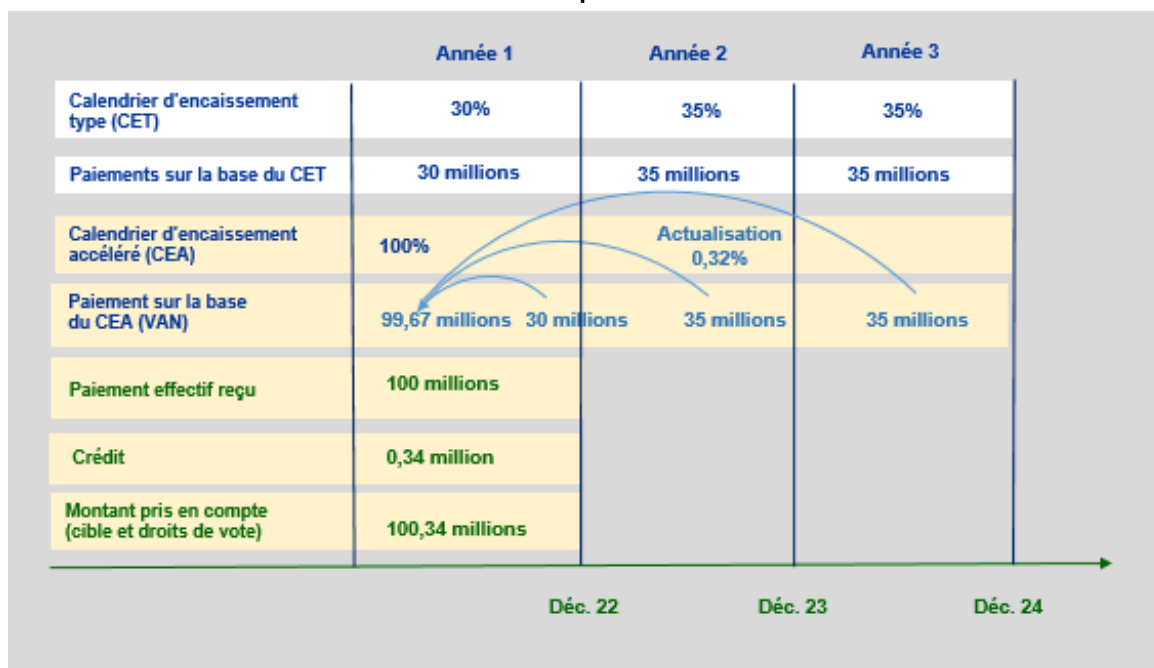 Année 1 Année 2 Année 3
Calendrier d'encaissement
type (CET)
30% 35% 35%
Paiements sur la base du CET 30 millions 35 millions 35 millions
Calendrier d'encaissement
accéléré (CEA)
100%
Actualisation
0,32%
Paiement sur la base
du CEA (VAN)
99,67 millions 30 millions 35 millions 35 millions
Paiement effectif reçu 100 millions
Crédit 0,34 million
Montant pris en compte
(cible et droits de vote)
100,34 millions
Déc. 22 Déc. 23 Déc. 24